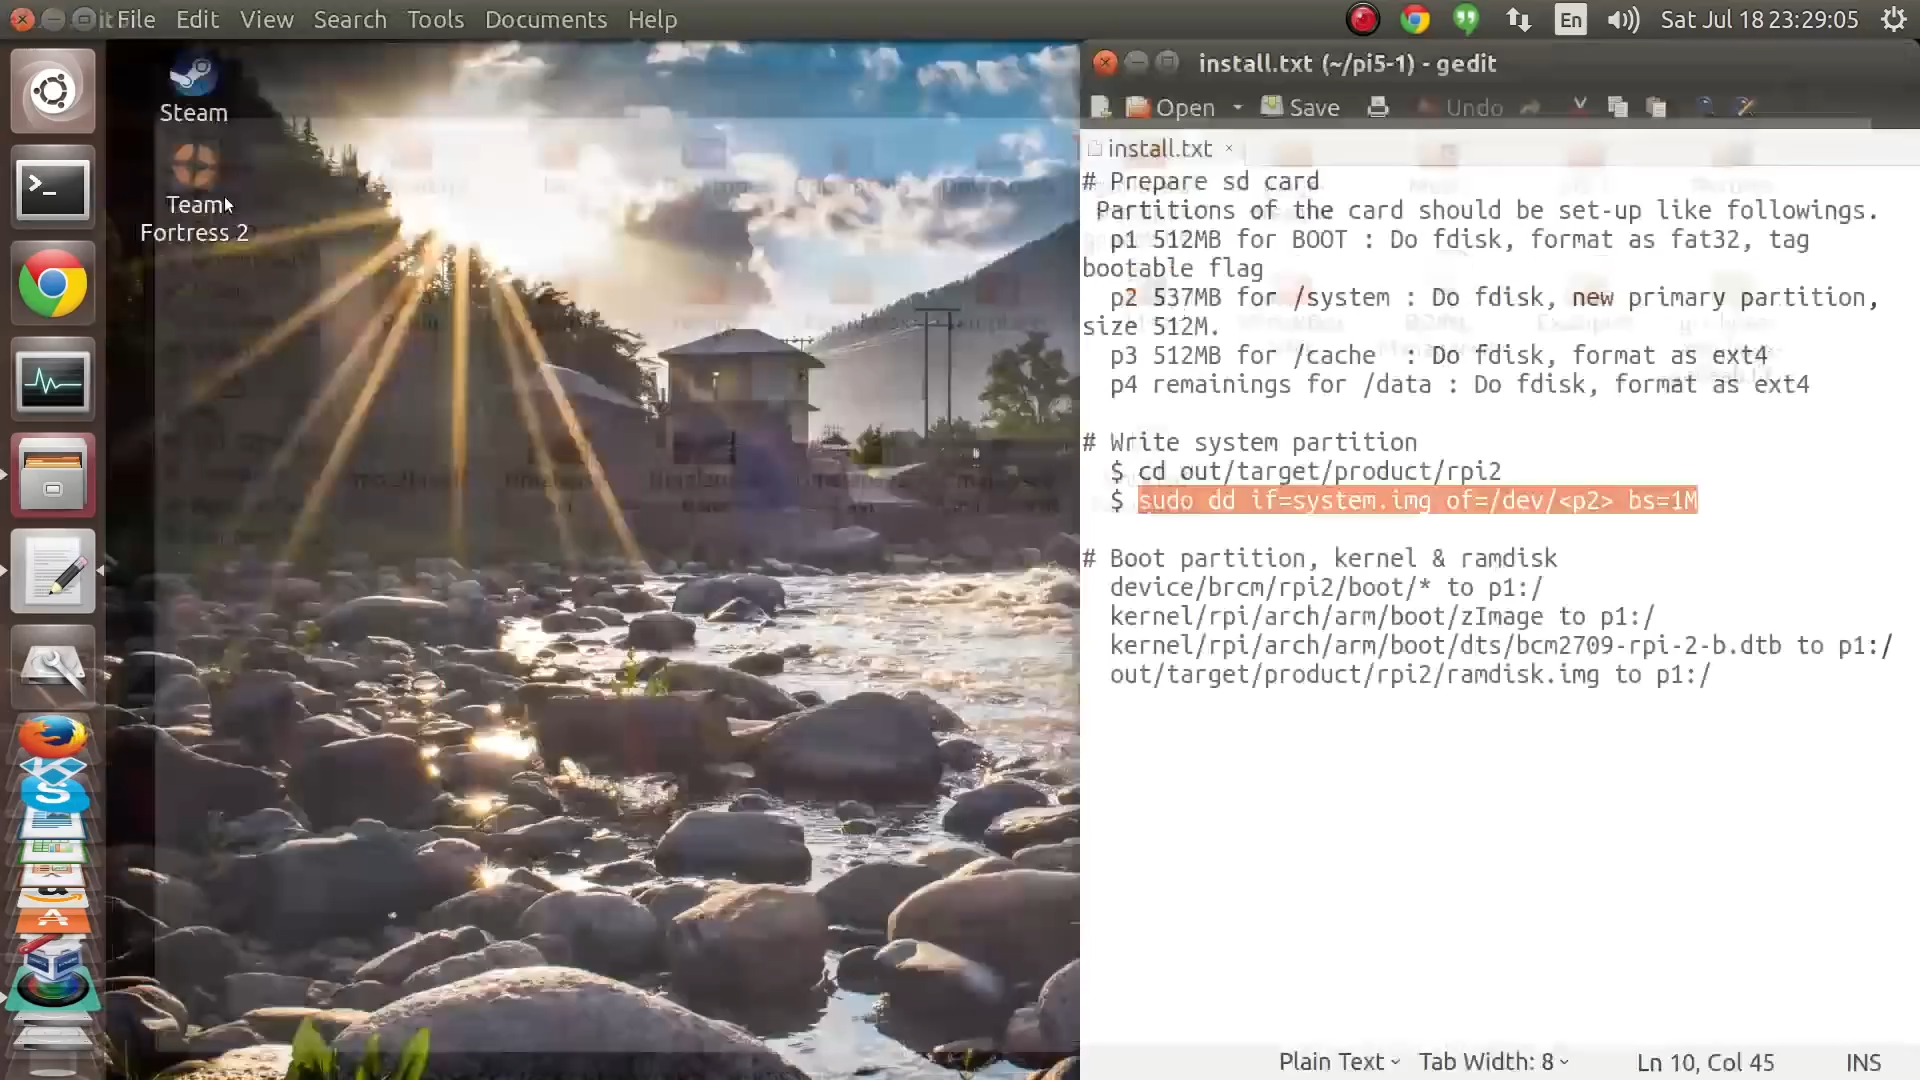 File Edit View Search Tools Documents Help
En
Sat Jul 18 23:29:05
Steam
Team
Fortress 2
install.txt (~/pi5-1) - gedit
Open Save Undo
install.txt
# Prepare sd card
Partitions of the card should be set-up like followings.
p1 512MB for BOOT : Do fdisk, format as fat32, tag
bootable flag
p2 537MB for /system : Do fdisk, new primary partition,
size 512M.
p3 512MB for /cache  : Do fdisk, format as ext4
p4 remainings for /data : Do fdisk, format as ext4
# Write system partition
$ cd out/target/product/rpi2
$ sudo dd if=system.img of=/dev/<p2> bs=1M
# Boot partition, kernel & ramdisk
device/brcm/rpi2/boot/* to p1:/
kernel/rpi/arch/arm/boot/zImage to p1:/
kernel/rpi/arch/arm/boot/dts/bcm2709-rpi-2-b.dtb to p1:/
out/target/product/rpi2/ramdisk.img to p1:/
Plain Text Tab Width: 8 Ln 10, Col 45 INS